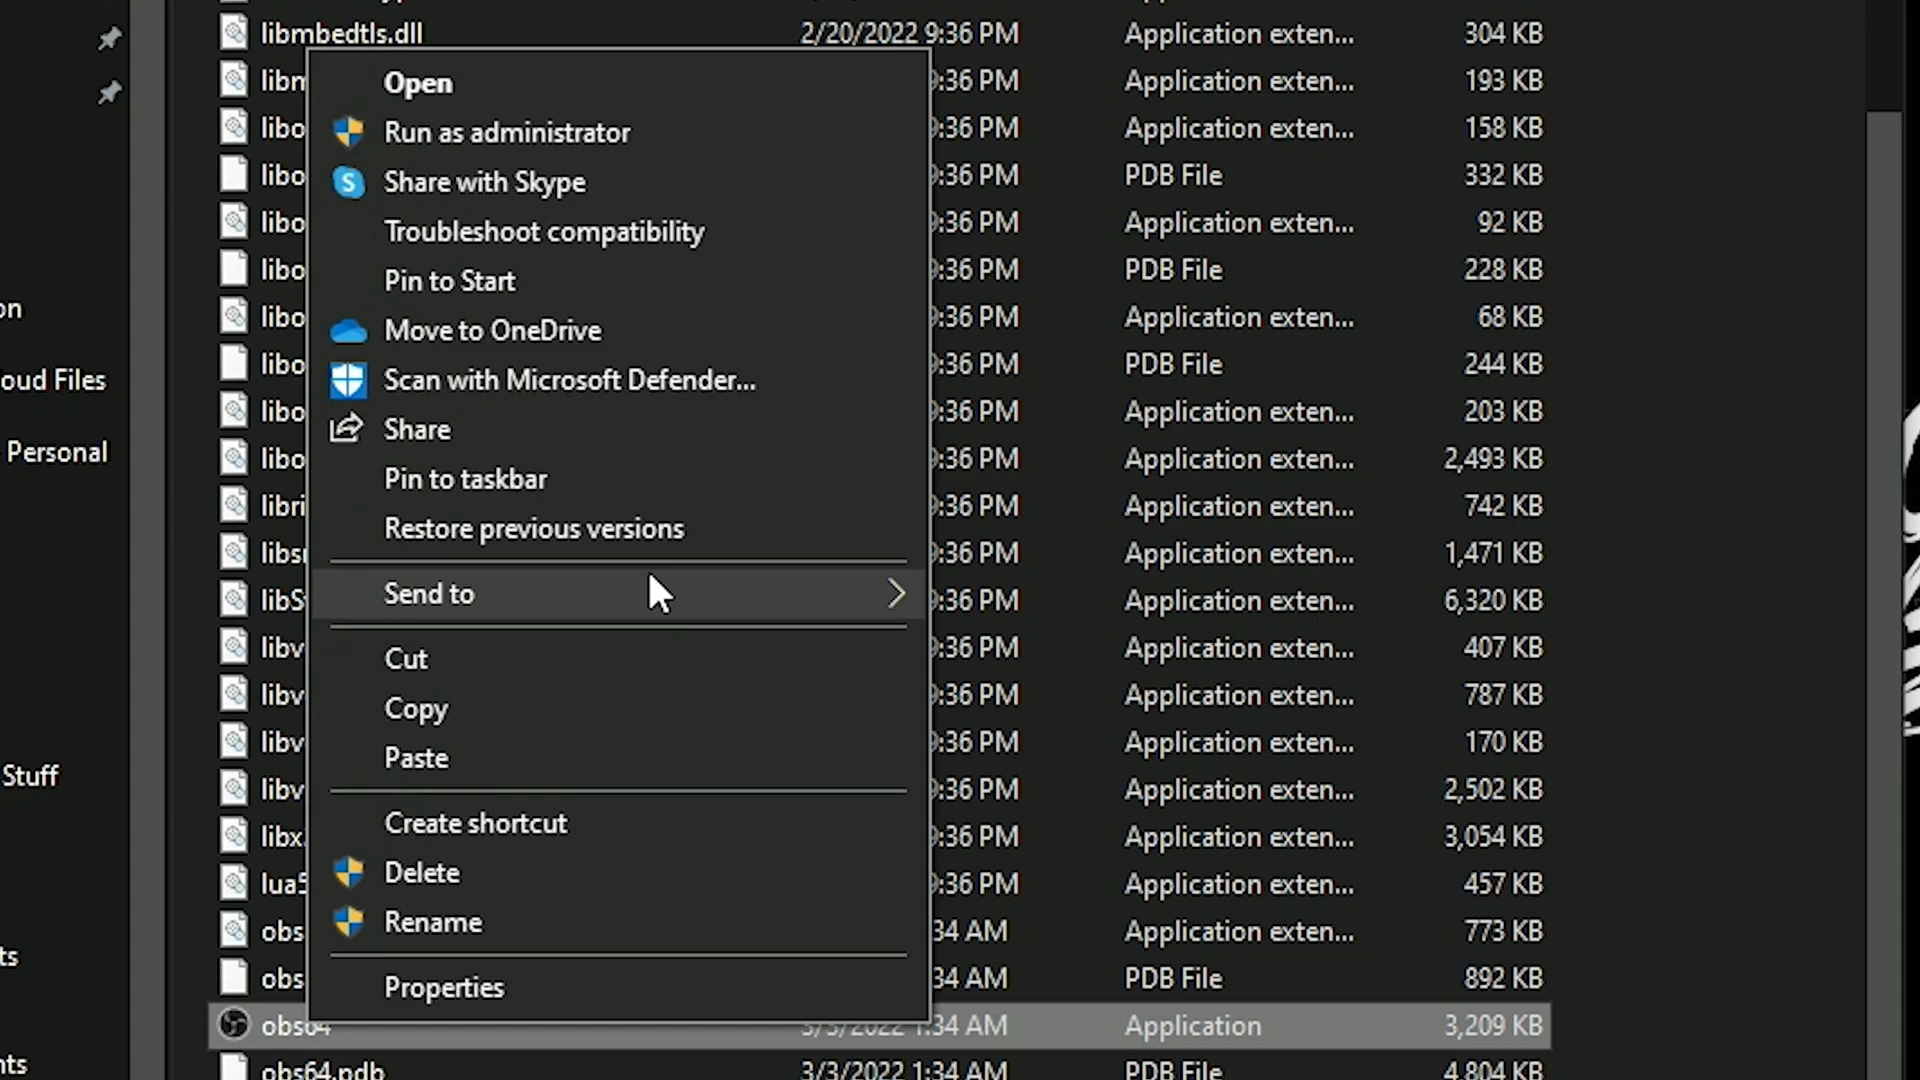 libmbedtls.dll 2/20/2022 9:36 PM Application exten... 304 KB
Open
Run as administrator
Share with Skype
Troubleshoot compatibility
Pin to Start
Move to OneDrive
Scan with Microsoft Defender...
Share
Pin to taskbar
Restore previous versions
Send to
Cut
Copy
Paste
Create shortcut
Delete
Rename
Properties
9:36 PM Application exten... 193 KB
9:36 PM Application exten... 158 KB
9:36 PM PDB File 332 KB
9:36 PM Application exten... 92 KB
9:36 PM PDB File 228 KB
9:36 PM Application exten... 68 KB
9:36 PM PDB File 244 KB
9:36 PM Application exten... 203 KB
9:36 PM Application exten... 2,493 KB
9:36 PM Application exten... 742 KB
9:36 PM Application exten... 1,471 KB
9:36 PM Application exten... 6,320 KB
9:36 PM Application exten... 407 KB
9:36 PM Application exten... 787 KB
9:36 PM Application exten... 170 KB
9:36 PM Application exten... 2,502 KB
9:36 PM Application exten... 3,054 KB
9:36 PM Application exten... 457 KB
34 AM Application exten... 773 KB
34 AM PDB File 892 KB
obs64 3/3/2022 1:34 AM Application 3,209 KB
obs64.pdb 3/3/2022 1:34 AM PDB File 4,804 KB
on
oud Files
Personal
Stuff
ts
nts